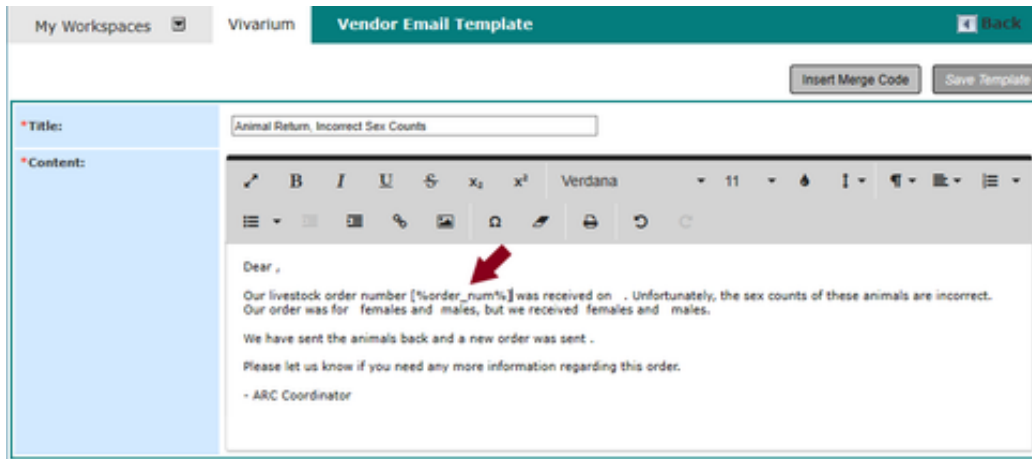 My Workspaces Vivarium Vendor Email Template Back
Insert Merge Code Save Template
*Title: Animal Return, Incorrect Sex Counts
*Content:
B I U S x₂ x² Verdana 11
Ω
Dear ,
Our livestock order number [%order_num%] was received on . Unfortunately, the sex counts of these animals are incorrect.
Our order was for females and males, but we received females and males.
We have sent the animals back and a new order was sent .
Please let us know if you need any more information regarding this order.
- ARC Coordinator